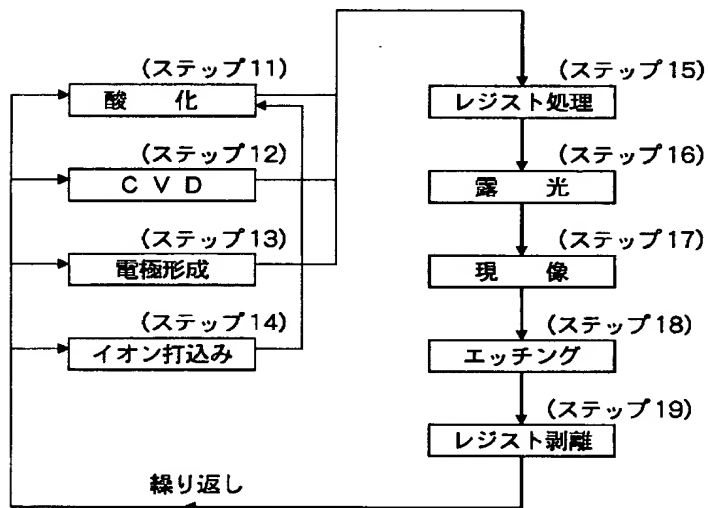 (ステップ11)
酸 化
(ステップ12)
C V D
(ステップ13)
電極形成
(ステップ14)
イオン打込み
(ステップ15)
レジスト処理
(ステップ16)
露 光
(ステップ17)
現 像
(ステップ18)
エッチング
(ステップ19)
レジスト剥離
繰り返し